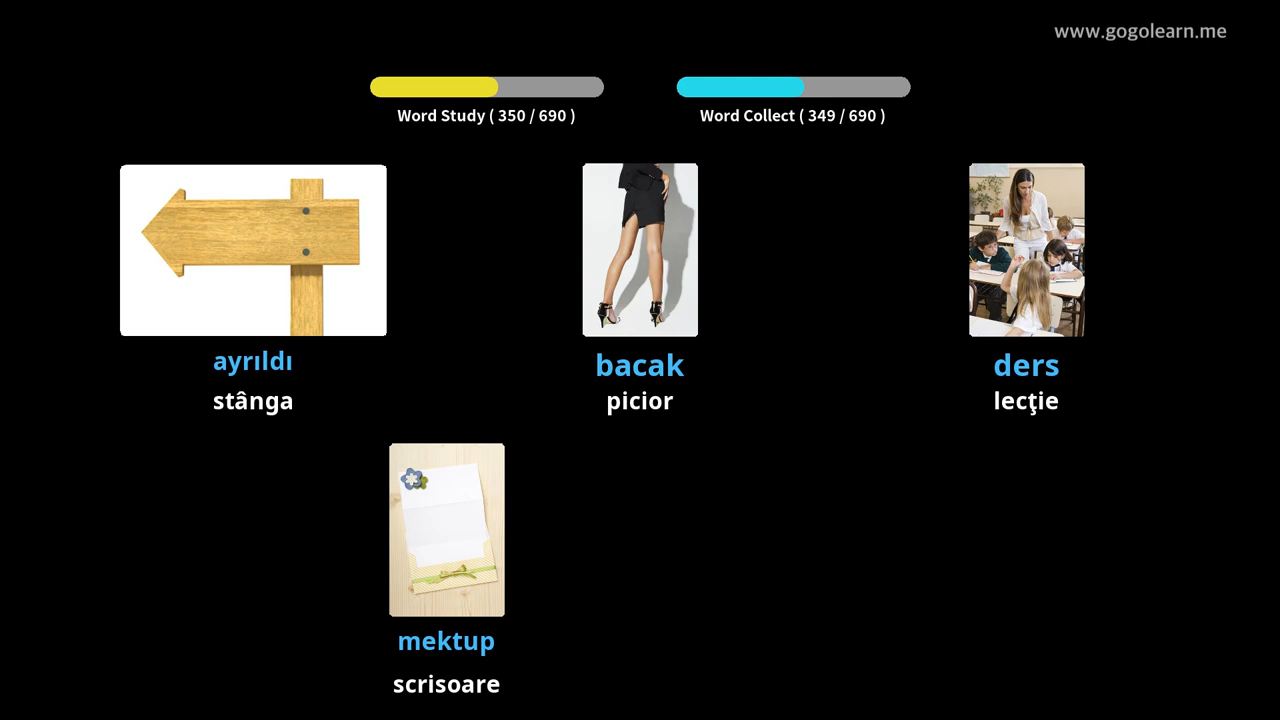 www.gogolearn.me
Word Study ( 350 / 690 )
Word Collect ( 349 / 690 )
ayrıldı
stânga
bacak
picior
ders
lecţie
mektup
scrisoare